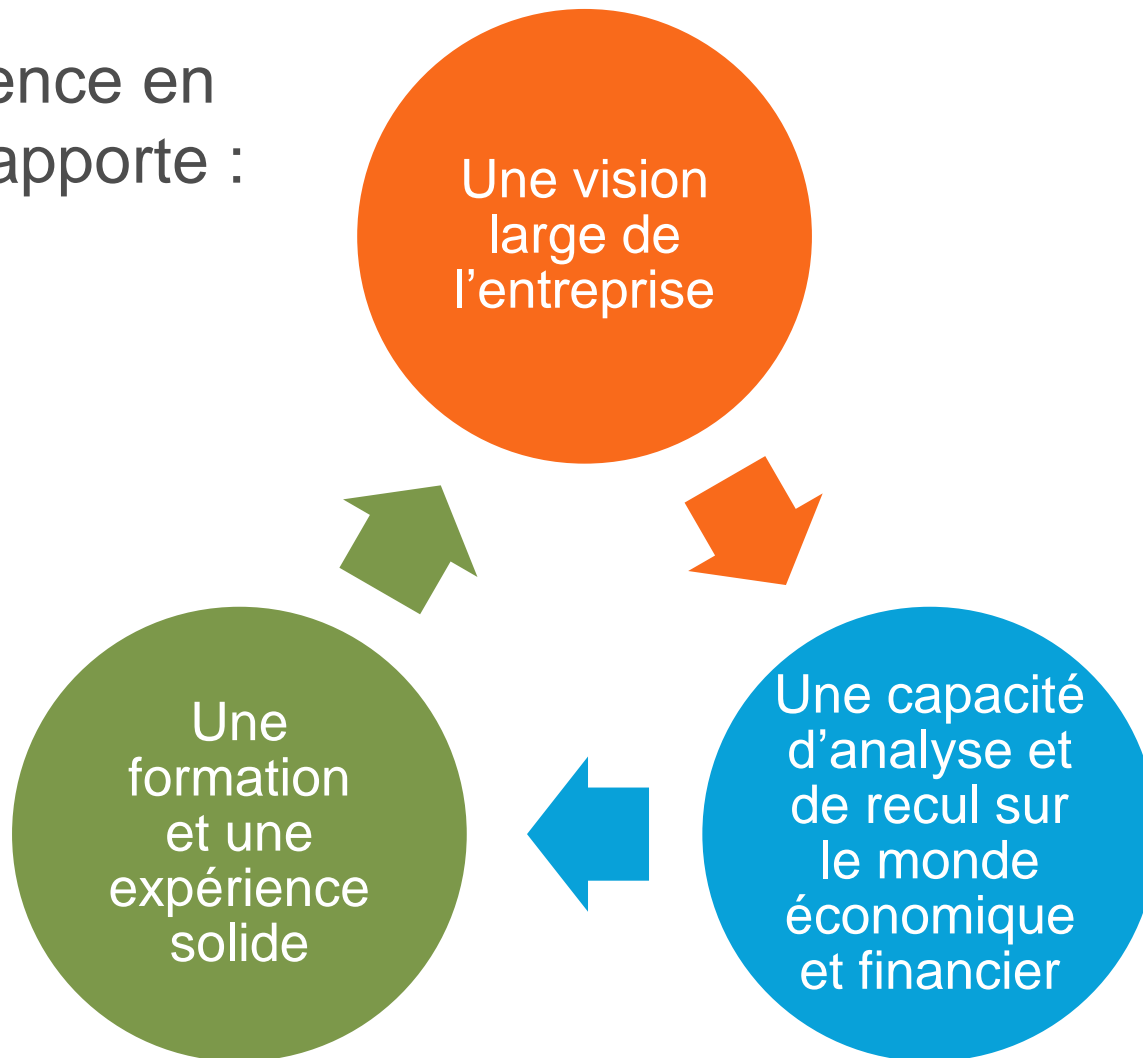 ence en
apporte :
Une vision
large de
l’entreprise
Une capacité
d’analyse et
de recul sur
le monde
économique
et financier
Une
formation
et une
expérience
solide